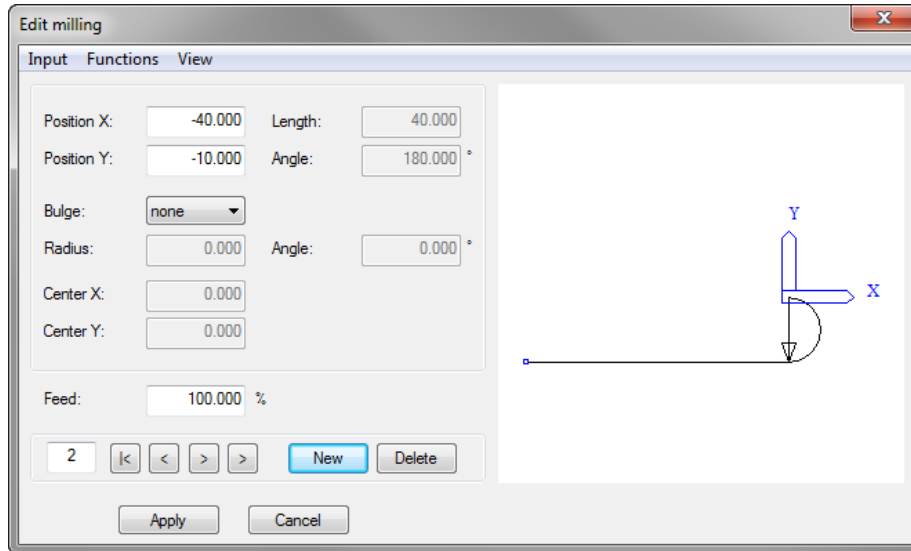 Edit milling
Input Functions View
Position X: -40.000 Length: 40.000
Position Y: -10.000 Angle: 180.000 °
Bulge: none
Radius: 0.000 Angle: 0.000 °
Center X: 0.000
Center Y: 0.000
Feed: 100.000 %
2 |< < > > New Delete
Apply Cancel
Y
X